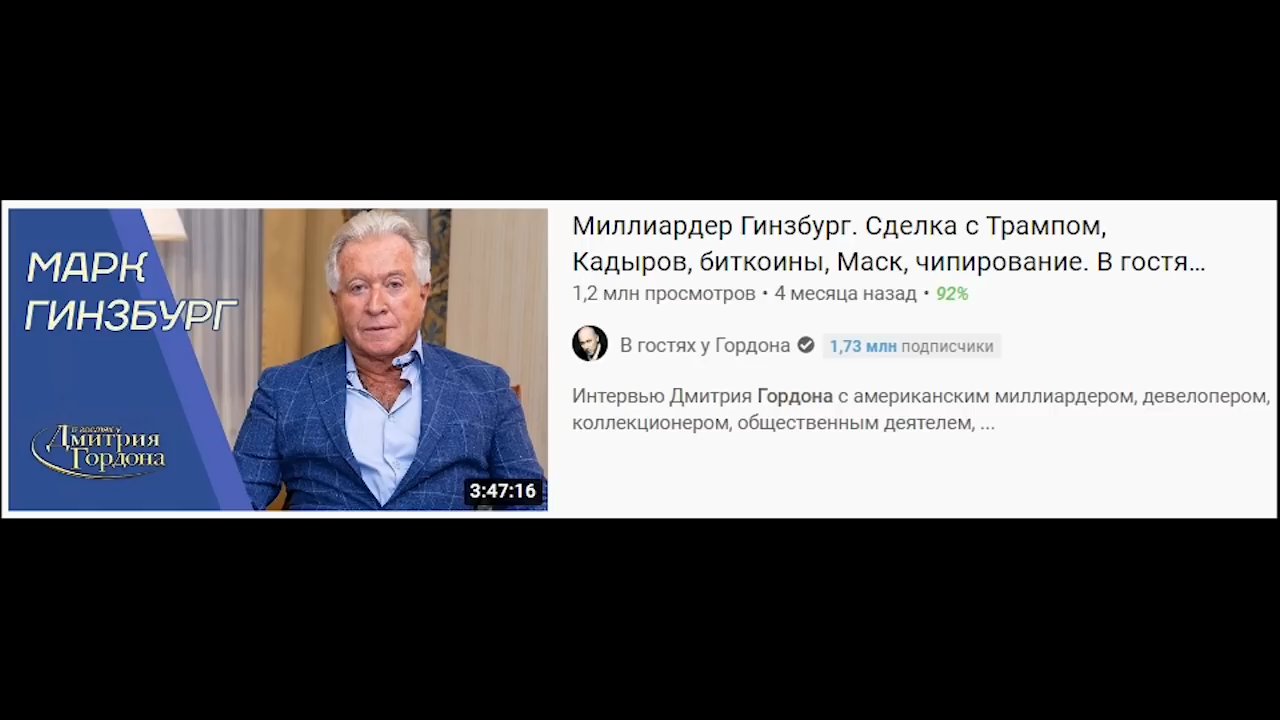 МАРК
ГИНЗБУРГ
В гостях у
Дмитрия
Гордона
3:47:16
Миллиардер Гинзбург. Сделка с Трампом,
Кадыров, биткоины, Маск, чипирование. В гостя...
1,2 млн просмотров • 4 месяца назад • 92%
В гостях у Гордона 1,73 млн подписчики
Интервью Дмитрия Гордона с американским миллиардером, девелопером,
коллекционером, общественным деятелем, ...